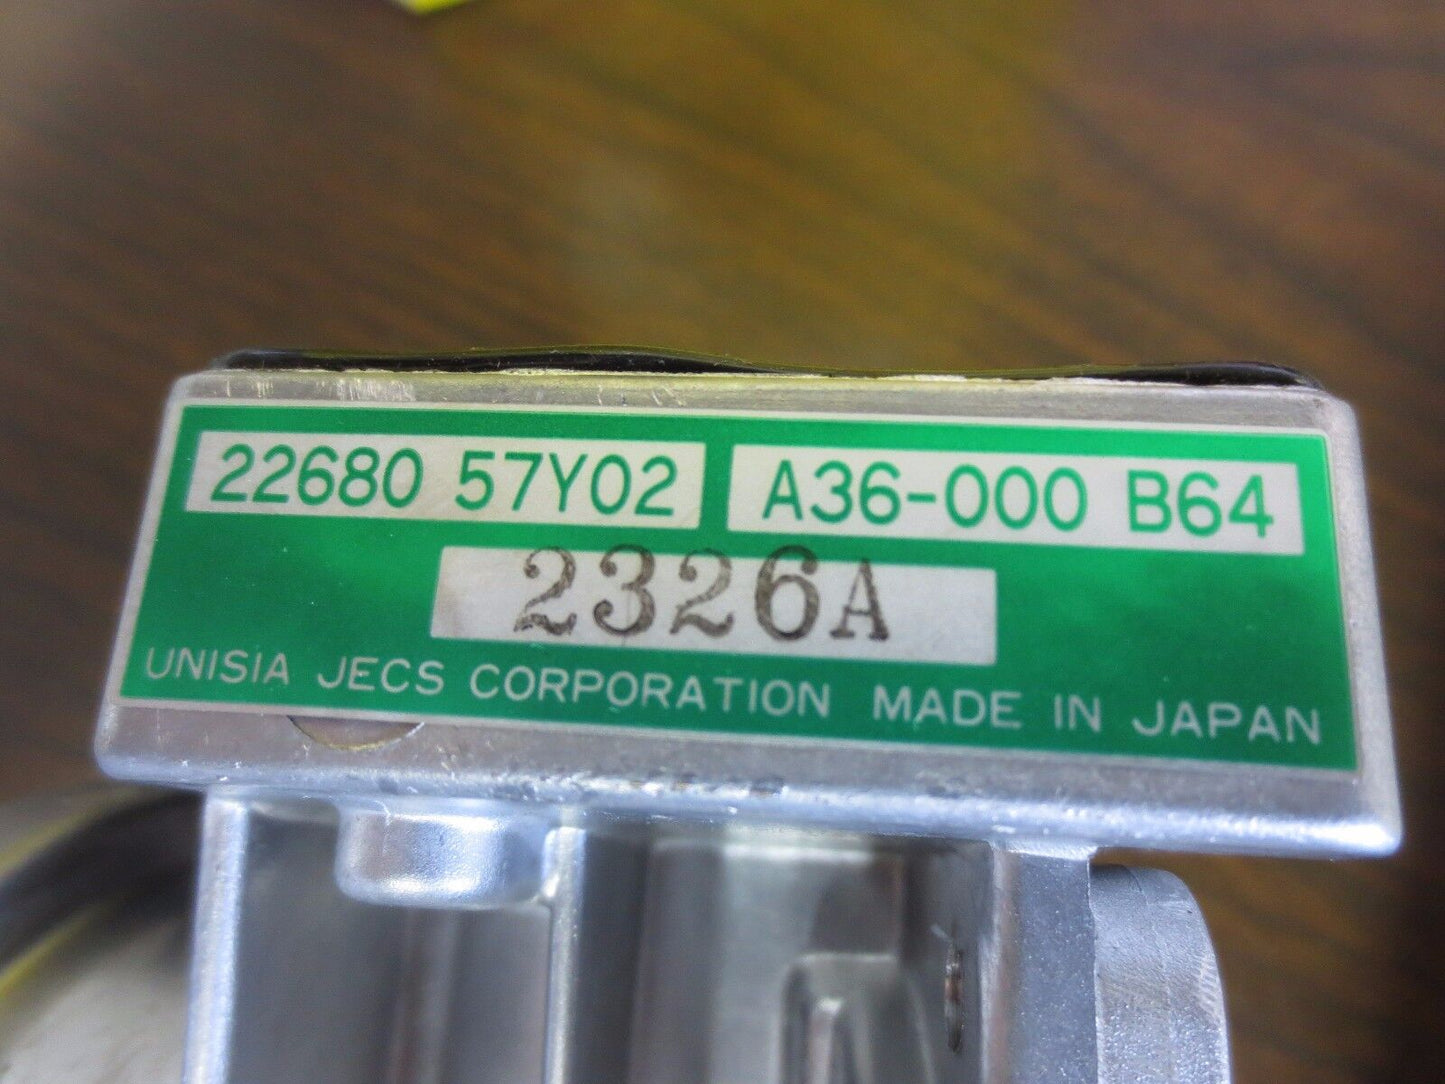 22680 57Y02 A36-000 B64
2326A
UNISIA JECS CORPORATION MADE IN JAPAN